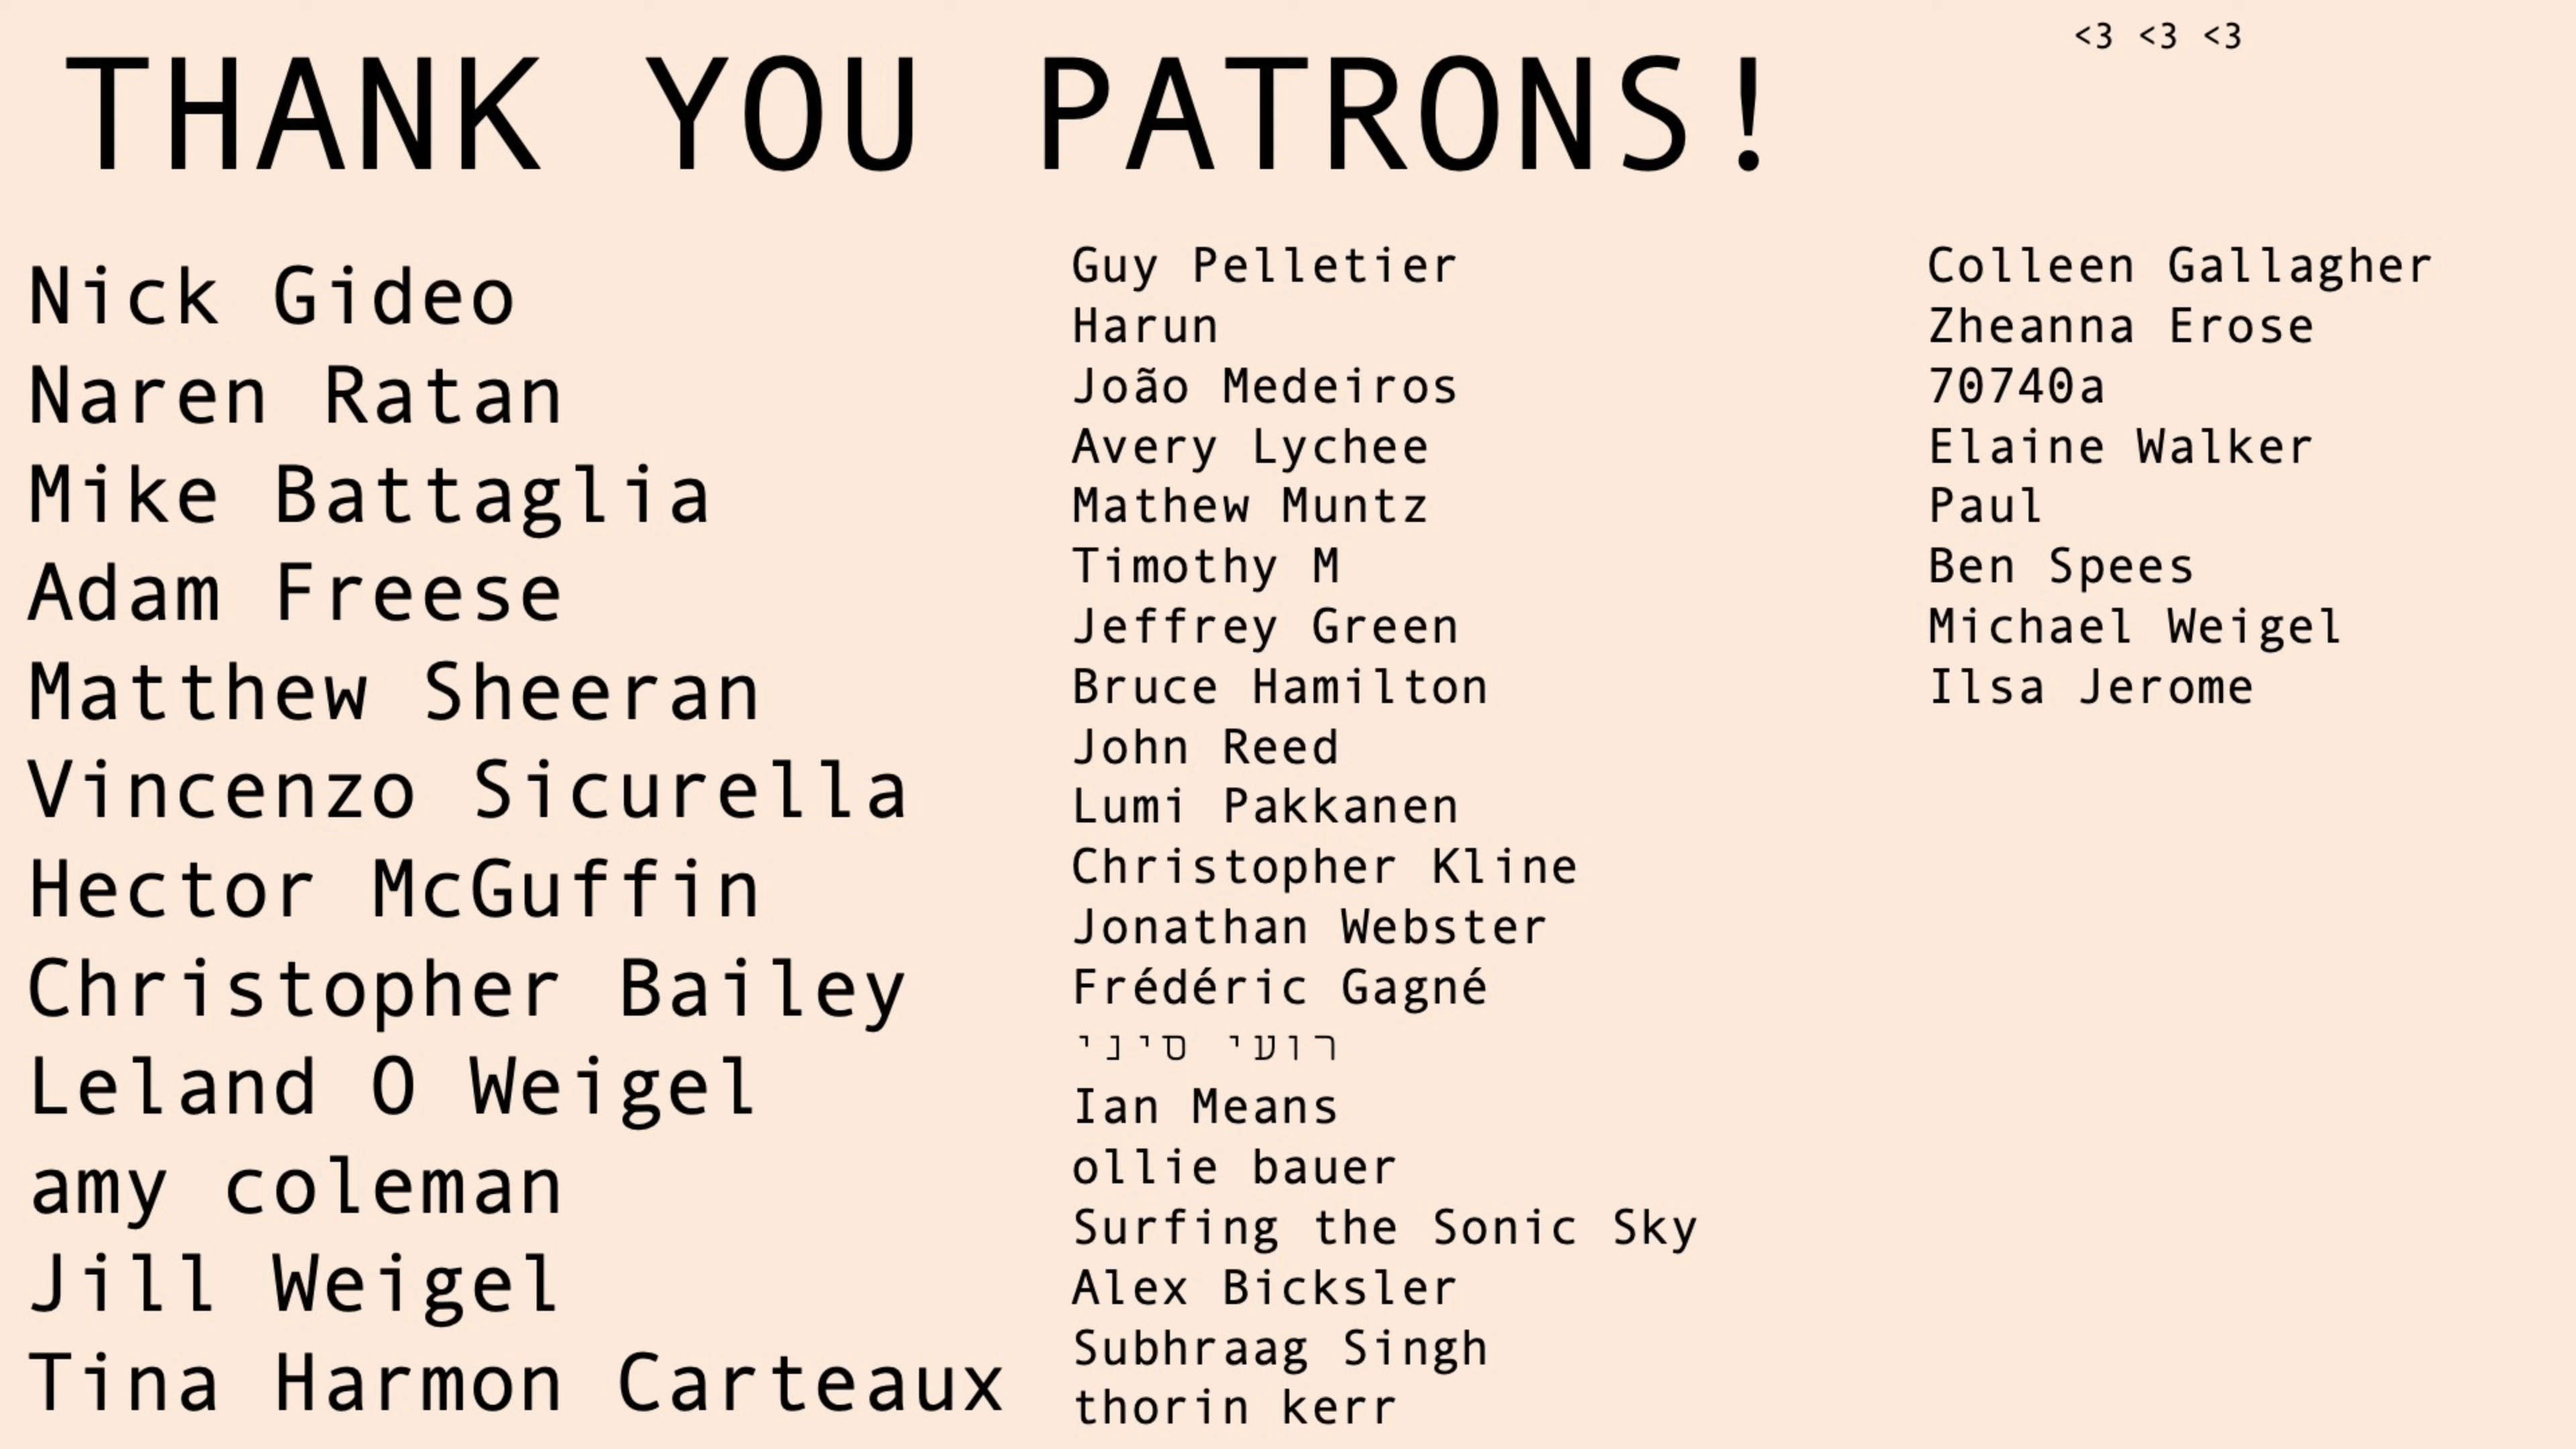 THANK YOU PATRONS!
<3 <3 <3
Nick Gideo
Naren Ratan
Mike Battaglia
Adam Freese
Matthew Sheeran
Vincenzo Sicurella
Hector McGuffin
Christopher Bailey
Leland O Weigel
amy coleman
Jill Weigel
Tina Harmon Carteaux
Guy Pelletier
Harun
João Medeiros
Avery Lychee
Mathew Muntz
Timothy M
Jeffrey Green
Bruce Hamilton
John Reed
Lumi Pakkanen
Christopher Kline
Jonathan Webster
Frédéric Gagné
רועי סיני
Ian Means
ollie bauer
Surfing the Sonic Sky
Alex Bicksler
Subhraag Singh
thorin kerr
Colleen Gallagher
Zheanna Erose
70740a
Elaine Walker
Paul
Ben Spees
Michael Weigel
Ilsa Jerome